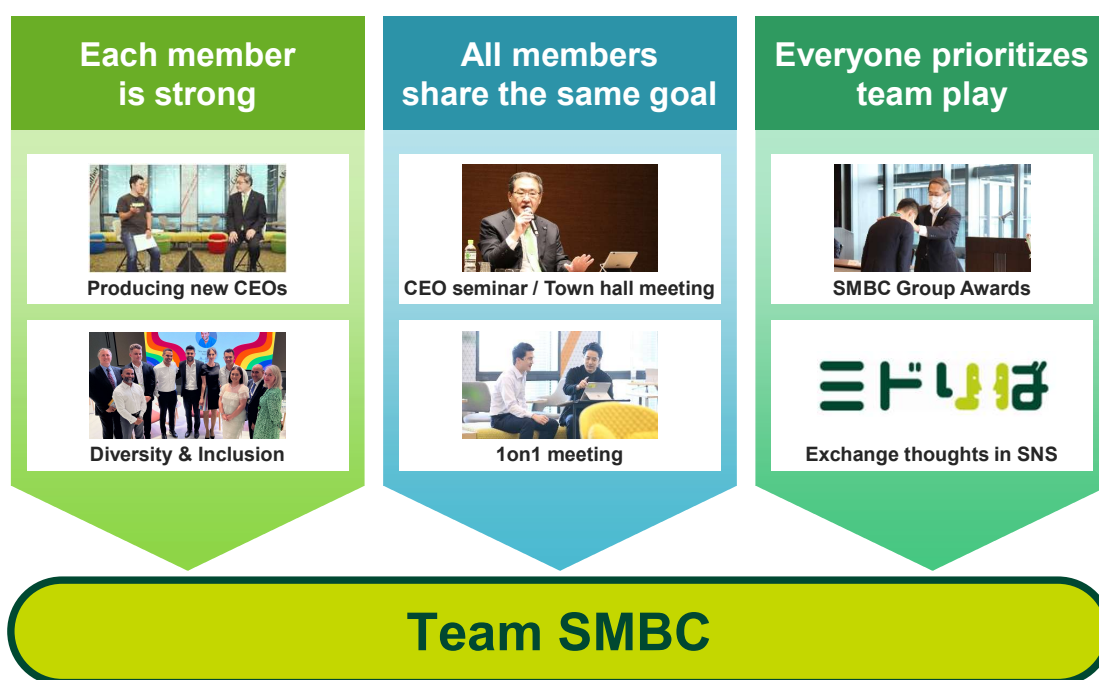 Each member
is strong
Producing new CEOs
Diversity & Inclusion
All members
share the same goal
CEO seminar / Town hall meeting
1on1 meeting
Everyone prioritizes
team play
SMBC Group Awards
ミドりば
Exchange thoughts in SNS
Team SMBC